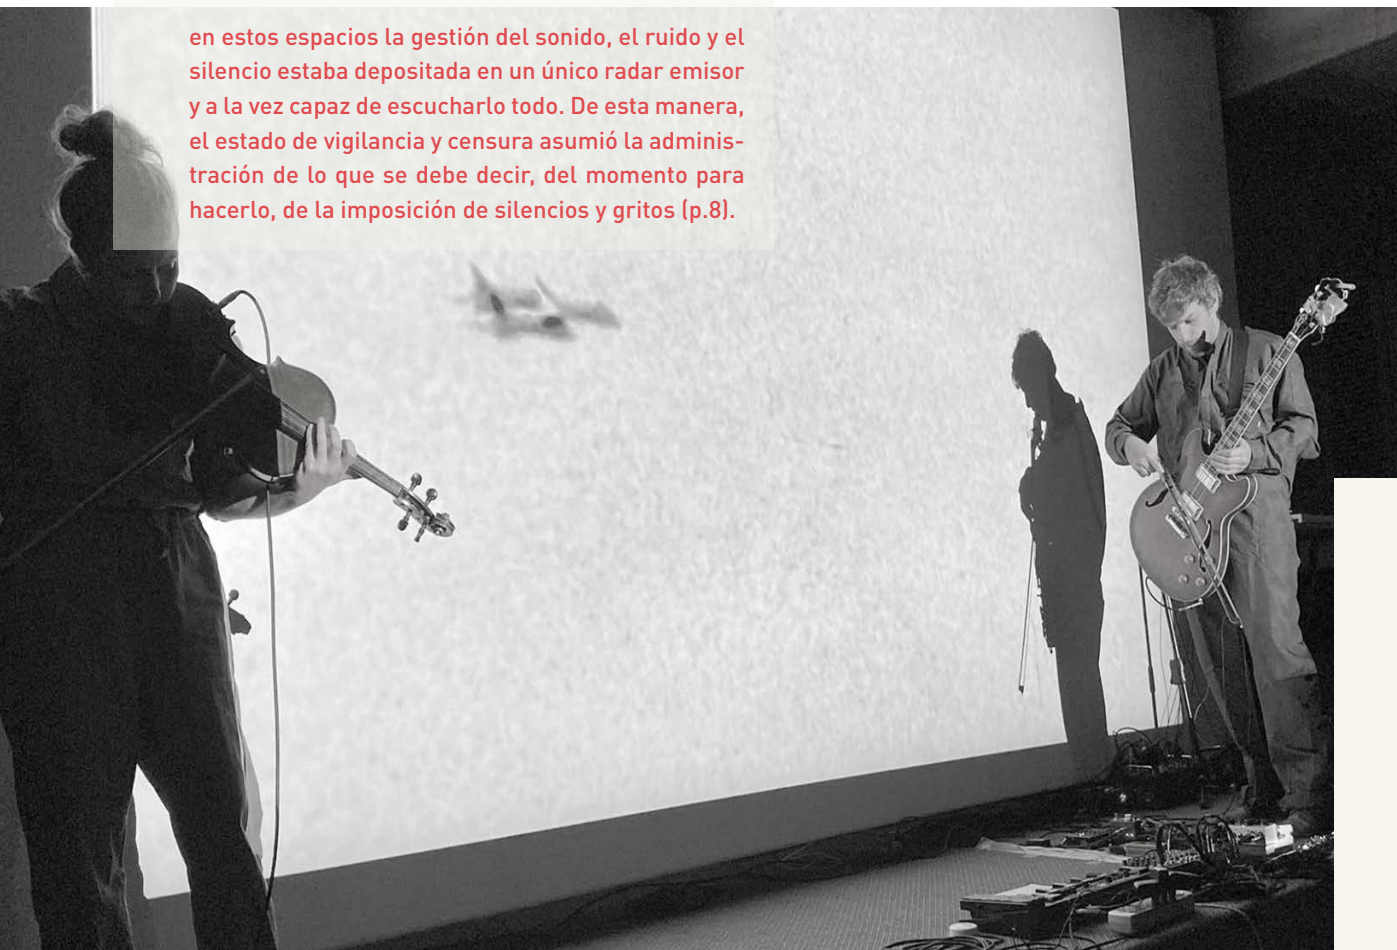 en estos espacios la gestión del sonido, el ruido y el
silencio estaba depositada en un único radar emisor
y a la vez capaz de escucharlo todo. De esta manera,
el estado de vigilancia y censura asumió la adminis-
tración de lo que se debe decir, del momento para
hacerlo, de la imposición de silencios y gritos (p.8).